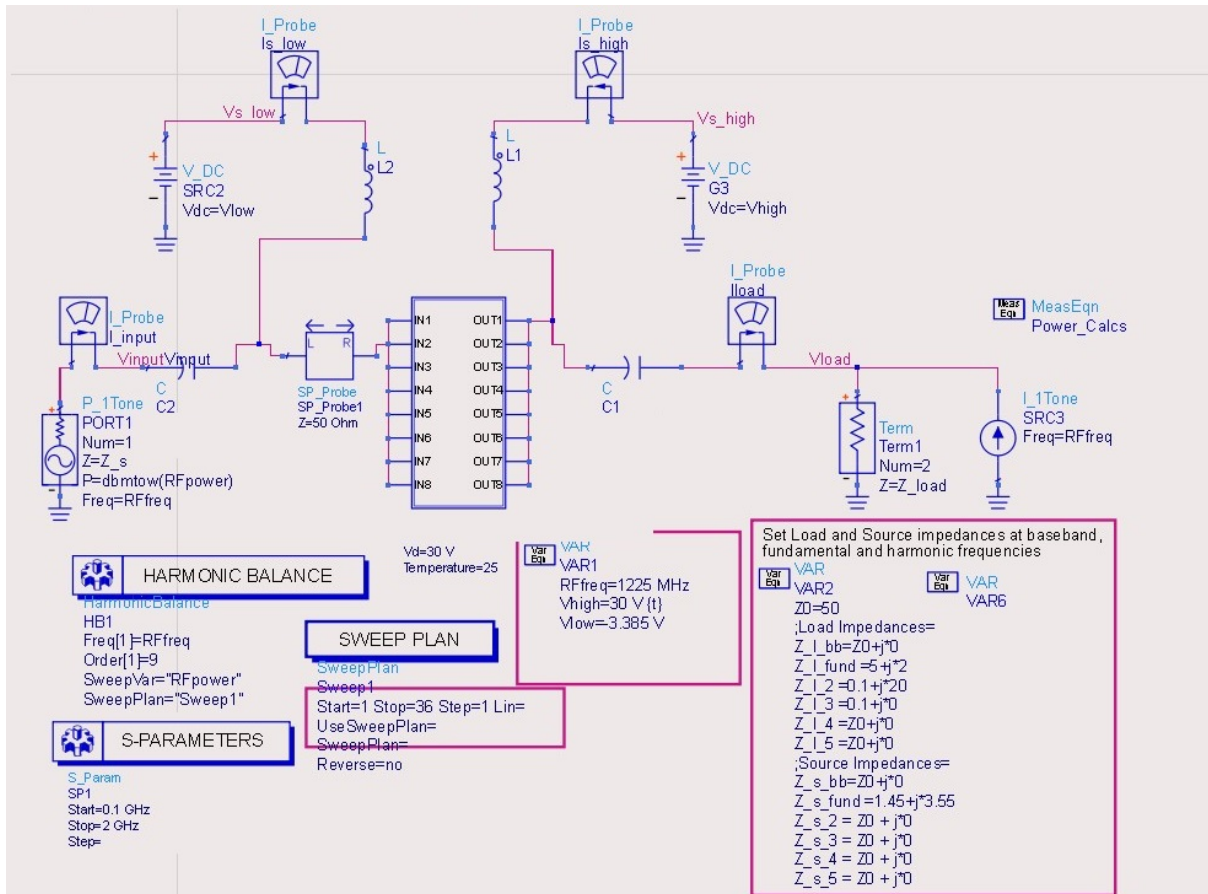 I_Probe
Is_low
I_Probe
Is_high
Vs_low
Vs_high
L
L2
L
L1
+
V_DC
SRC2
Vdc=Vlow
-
+
V_DC
G3
Vdc=Vhigh
-
I_Probe
I_input
VinputVinput
C
C2
L R
SP_Probe
SP_Probe1
Z=50 Ohm
IN1 OUT1
IN2 OUT2
IN3 OUT3
IN4 OUT4
IN5 OUT5
IN6 OUT6
IN7 OUT7
IN8 OUT8
C
C1
I_Probe
Iload
Vload
Meas
Eqn
MeasEqn
Power_Calcs
+
P_1Tone
PORT1
Num=1
Z=Z_s
P=dbmtow(RFpower)
Freq=RFfreq
-
+
Term
Term1
Num=2
Z=Z_load
-
I_1Tone
SRC3
Freq=RFfreq
HARMONIC BALANCE
HarmonicBalance
HB1
Freq[1]=RFfreq
Order[1]=9
SweepVar="RFpower"
SweepPlan="Sweep1"
Vd=30 V
Temperature=25
SWEEP PLAN
SweepPlan
Sweep1
Start=1 Stop=36 Step=1 Lin=
UseSweepPlan=
SweepPlan=
Reverse=no
S-PARAMETERS
S_Param
SP1
Start=0.1 GHz
Stop=2 GHz
Step=
Var
Eqn
VAR
VAR1
RFfreq=1225 MHz
Vhigh=30 V {t}
Vlow=-3.385 V
Set Load and Source impedances at baseband,
fundamental and harmonic frequencies
Var
Eqn
VAR
VAR2
Z0=50
;Load Impedances=
Z_l_bb=Z0+j*0
Z_l_fund =5+j*2
Z_l_2 =0.1+j*20
Z_l_3 =0.1+j*0
Z_l_4 =Z0+j*0
Z_l_5 =Z0+j*0
;Source Impedances=
Z_s_bb=Z0+j*0
Z_s_fund =1.45+j*3.55
Z_s_2 = Z0 + j*0
Z_s_3 = Z0 + j*0
Z_s_4 = Z0 + j*0
Z_s_5 = Z0 + j*0
Var
Eqn
VAR
VAR6